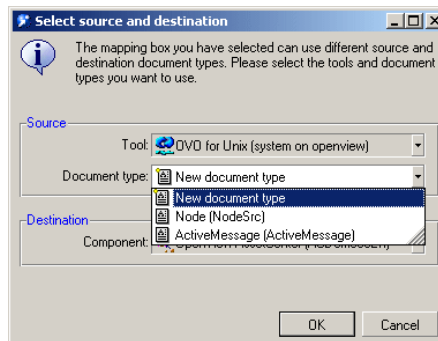 Select source and destination
The mapping box you have selected can use different source and
destination document types. Please select the tools and document
types you want to use.
Source
Tool: OVO for Unix (system on openview)
Document type: New document type
New document type
Node (NodeSrc)
ActiveMessage (ActiveMessage)
Destination
Component:
OK Cancel